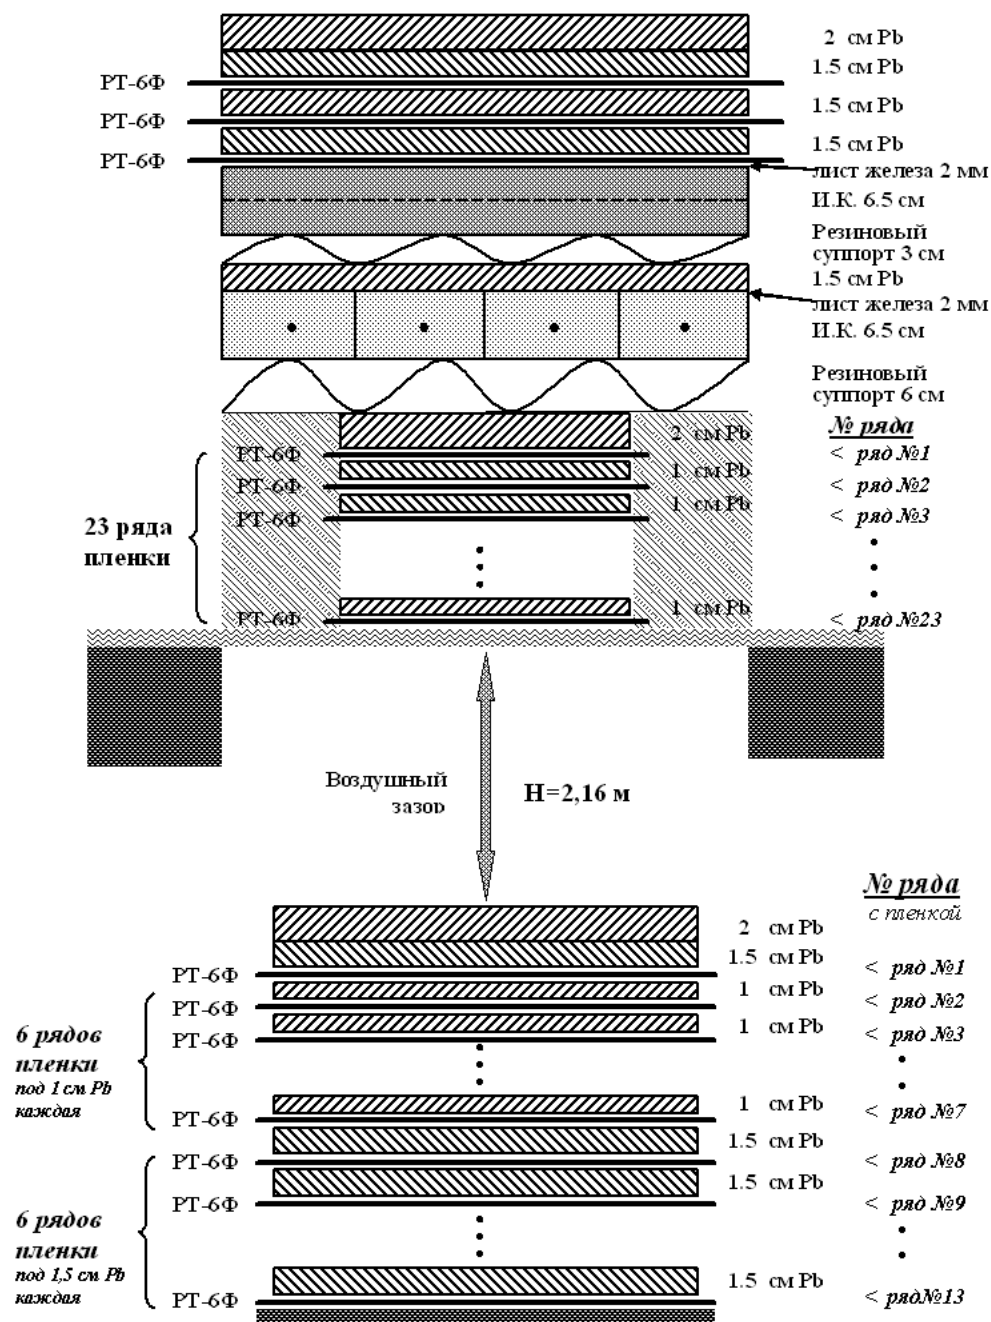 2 см Pb
1.5 см Pb
РТ-6Ф
1.5 см Pb
РТ-6Ф
1.5 см Pb
РТ-6Ф
лист железа 2 мм
И.К. 6.5 см
Резиновый
суппорт 3 см
1.5 см Pb
лист железа 2 мм
И.К. 6.5 см
Резиновый
суппорт 6 см
№ ряда
2 см Pb
РТ-6Ф
< ряд №1
1 см Pb
РТ-6Ф
< ряд №2
1 см Pb
РТ-6Ф
< ряд №3
23 ряда
пленки
1 см Pb
РТ-6Ф
< ряд №23
Воздушный
зазор
H=2,16 м
№ ряда
с пленкой
2 см Pb
1.5 см Pb
РТ-6Ф
< ряд №1
1 см Pb
РТ-6Ф
< ряд №2
1 см Pb
РТ-6Ф
< ряд №3
6 рядов
пленки
под 1 см Pb
каждая
1 см Pb
РТ-6Ф
< ряд №7
1.5 см Pb
РТ-6Ф
< ряд №8
1.5 см Pb
РТ-6Ф
< ряд №9
6 рядов
пленки
под 1,5 см Pb
каждая
1.5 см Pb
РТ-6Ф
< ряд№13